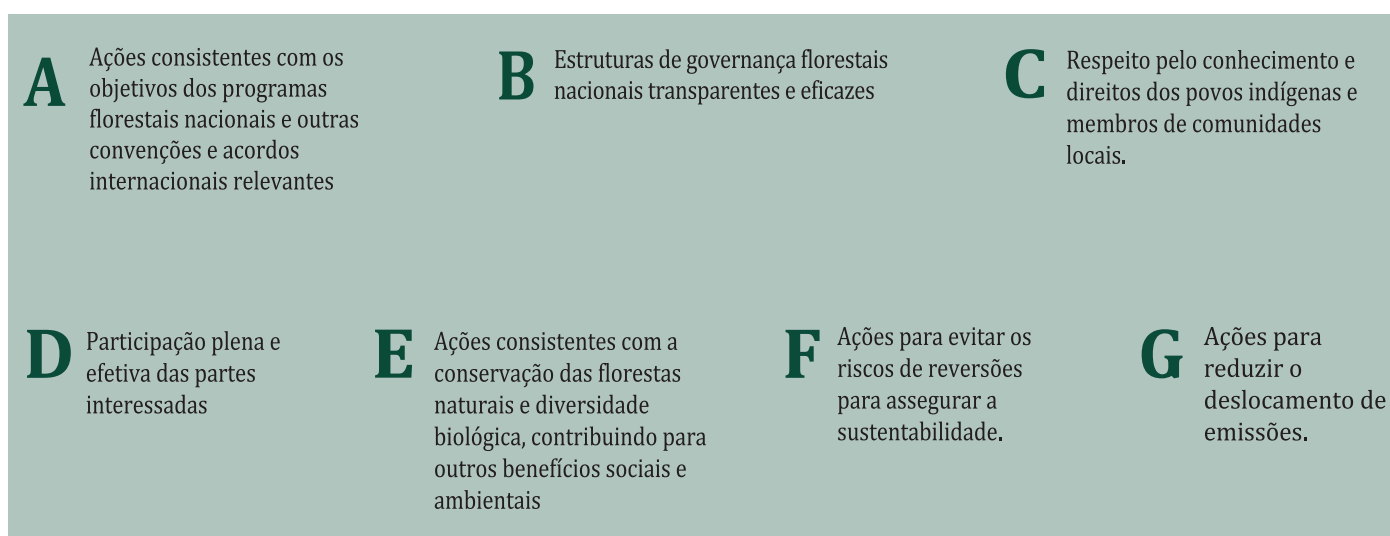 A
Ações consistentes com os
objetivos dos programas
florestais nacionais e outras
convenções e acordos
internacionais relevantes
B
Estruturas de governança florestais
nacionais transparentes e eficazes
C
Respeito pelo conhecimento e
direitos dos povos indígenas e
membros de comunidades
locais.
D
Participação plena e
efetiva das partes
interessadas
E
Ações consistentes com a
conservação das florestas
naturais e diversidade
biológica, contribuindo para
outros benefícios sociais e
ambientais
F
Ações para evitar os
riscos de reversões
para assegurar a
sustentabilidade.
G
Ações para
reduzir o
deslocamento de
emissões.